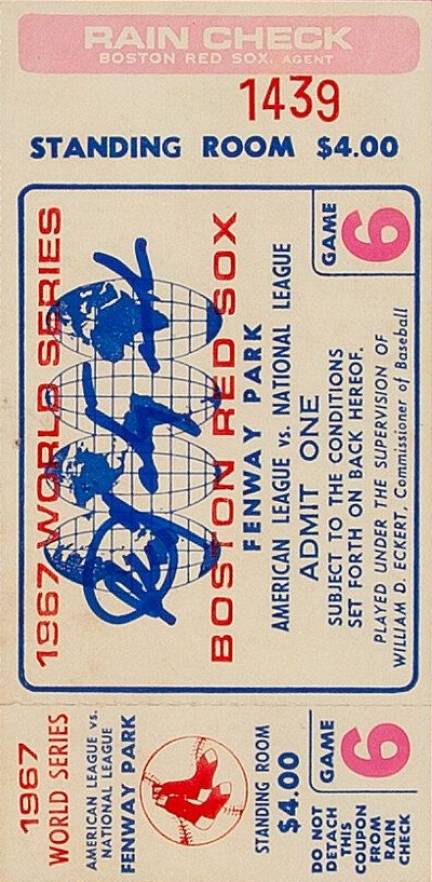 RAIN CHECK
BOSTON RED SOX, AGENT
1439
STANDING ROOM $4.00
GAME
6
1967 WORLD SERIES
BOSTON RED SOX
FENWAY PARK
AMERICAN LEAGUE vs. NATIONAL LEAGUE
ADMIT ONE
SUBJECT TO THE CONDITIONS
SET FORTH ON BACK HEREOF.
PLAYED UNDER THE SUPERVISION OF
WILLIAM D. ECKERT, Commissioner of Baseball
1967
WORLD SERIES
AMERICAN LEAGUE vs.
NATIONAL LEAGUE
FENWAY PARK
STANDING ROOM
$4.00
GAME
6
DO NOT
DETACH
THIS
COUPON
FROM
RAIN
CHECK